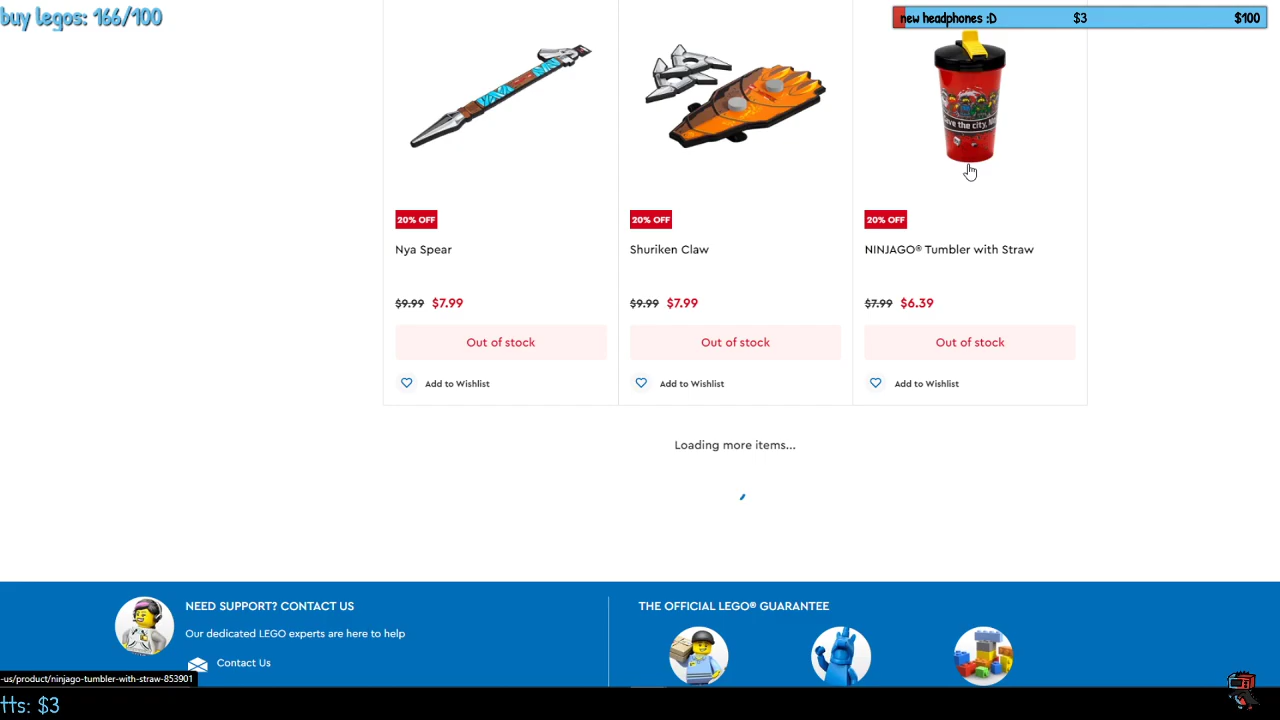 buy legos: 166/100
new headphones :D $3 $100
ave the city, N
20% OFF
Nya Spear
$9.99 $7.99
Out of stock
Add to Wishlist
20% OFF
Shuriken Claw
$9.99 $7.99
Out of stock
Add to Wishlist
20% OFF
NINJAGO® Tumbler with Straw
$7.99 $6.39
Out of stock
Add to Wishlist
Loading more items...
NEED SUPPORT? CONTACT US
Our dedicated LEGO experts are here to help
Contact Us
THE OFFICIAL LEGO® GUARANTEE
-us/product/ninjago-tumbler-with-straw-853901
tts: $3